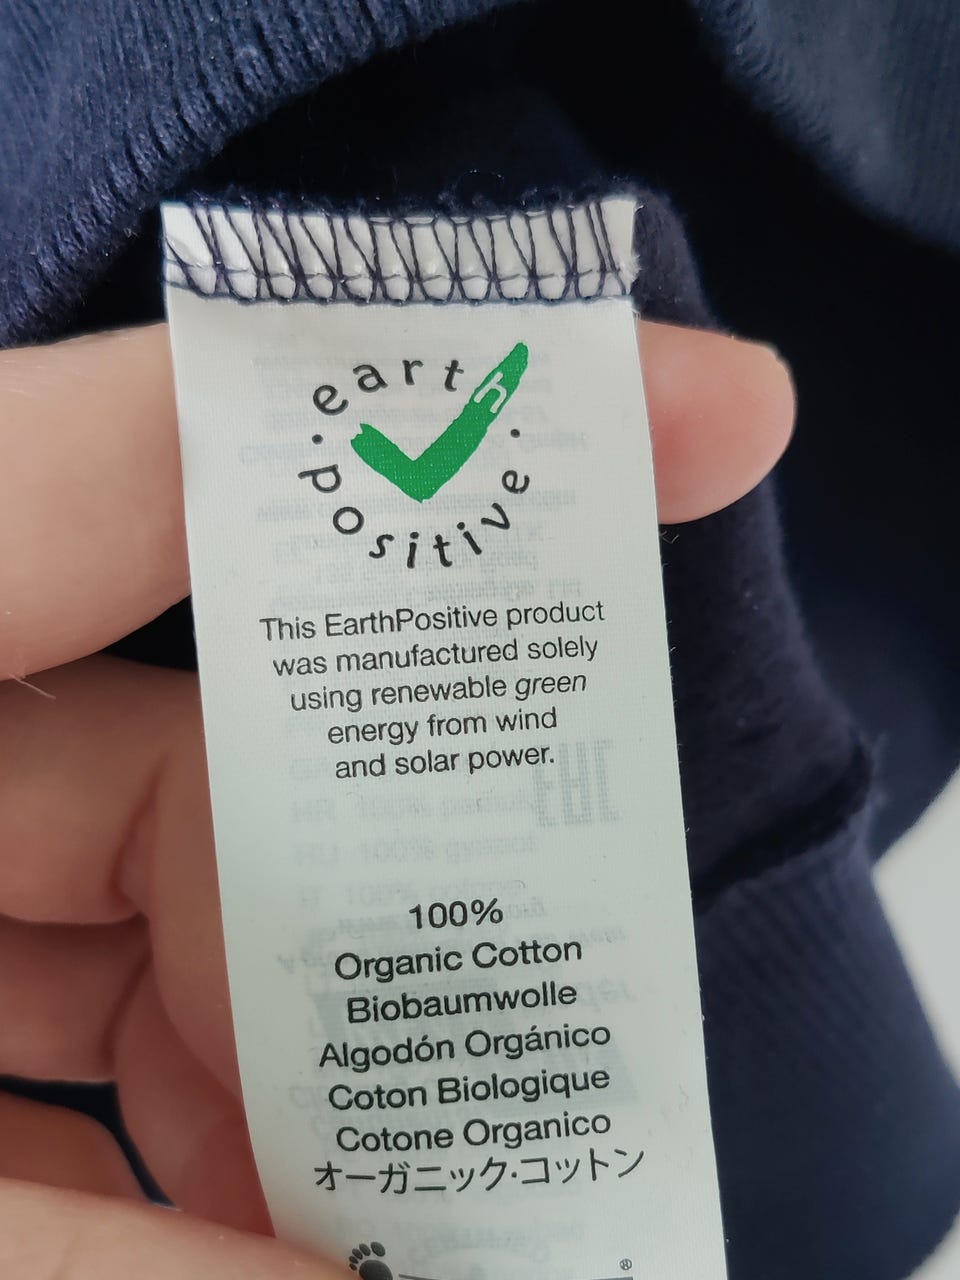 · earth positive ·
This EarthPositive product
was manufactured solely
using renewable green
energy from wind
and solar power.
100%
Organic Cotton
Biobaumwolle
Algodón Orgánico
Coton Biologique
Cotone Organico
オーガニック·コットン
®